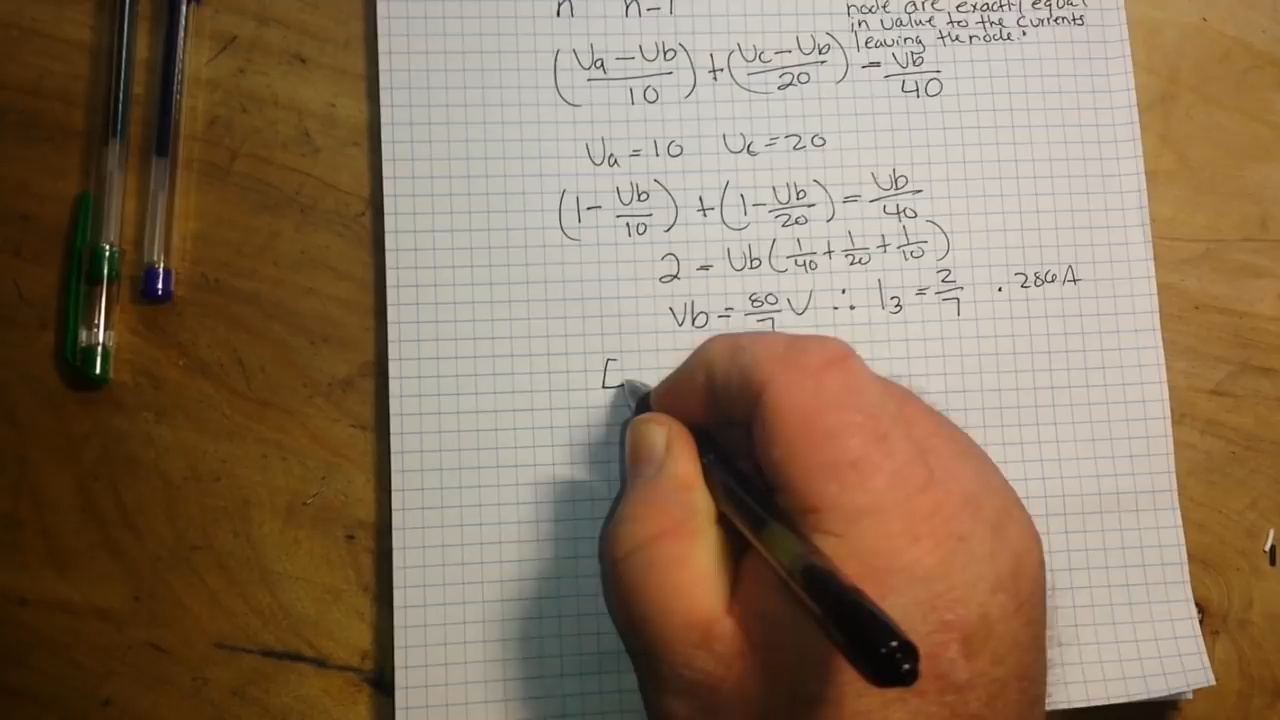 n n-1
node are exactly equal
in value to the currents
leaving the node.
(Va-Vb/10) + (Vc-Vb/20) = Vb/40
Va=10 Vc=20
(1-Vb/10) + (1-Vb/20) = Vb/40
2 = Vb(1/40+1/20+1/10)
Vb = 80/7 V ∴ I3 = 2/7 .286A
[